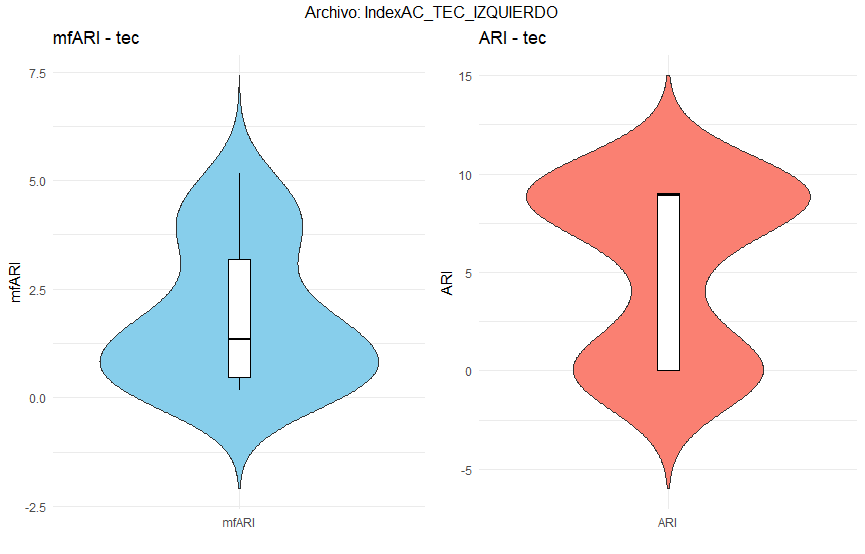 Archivo: IndexAC_TEC_IZQUIERDO
mfARI - tec
7.5
5.0
2.5
0.0
-2.5
mfARI
mfARI
ARI - tec
15
10
5
0
-5
ARI
ARI